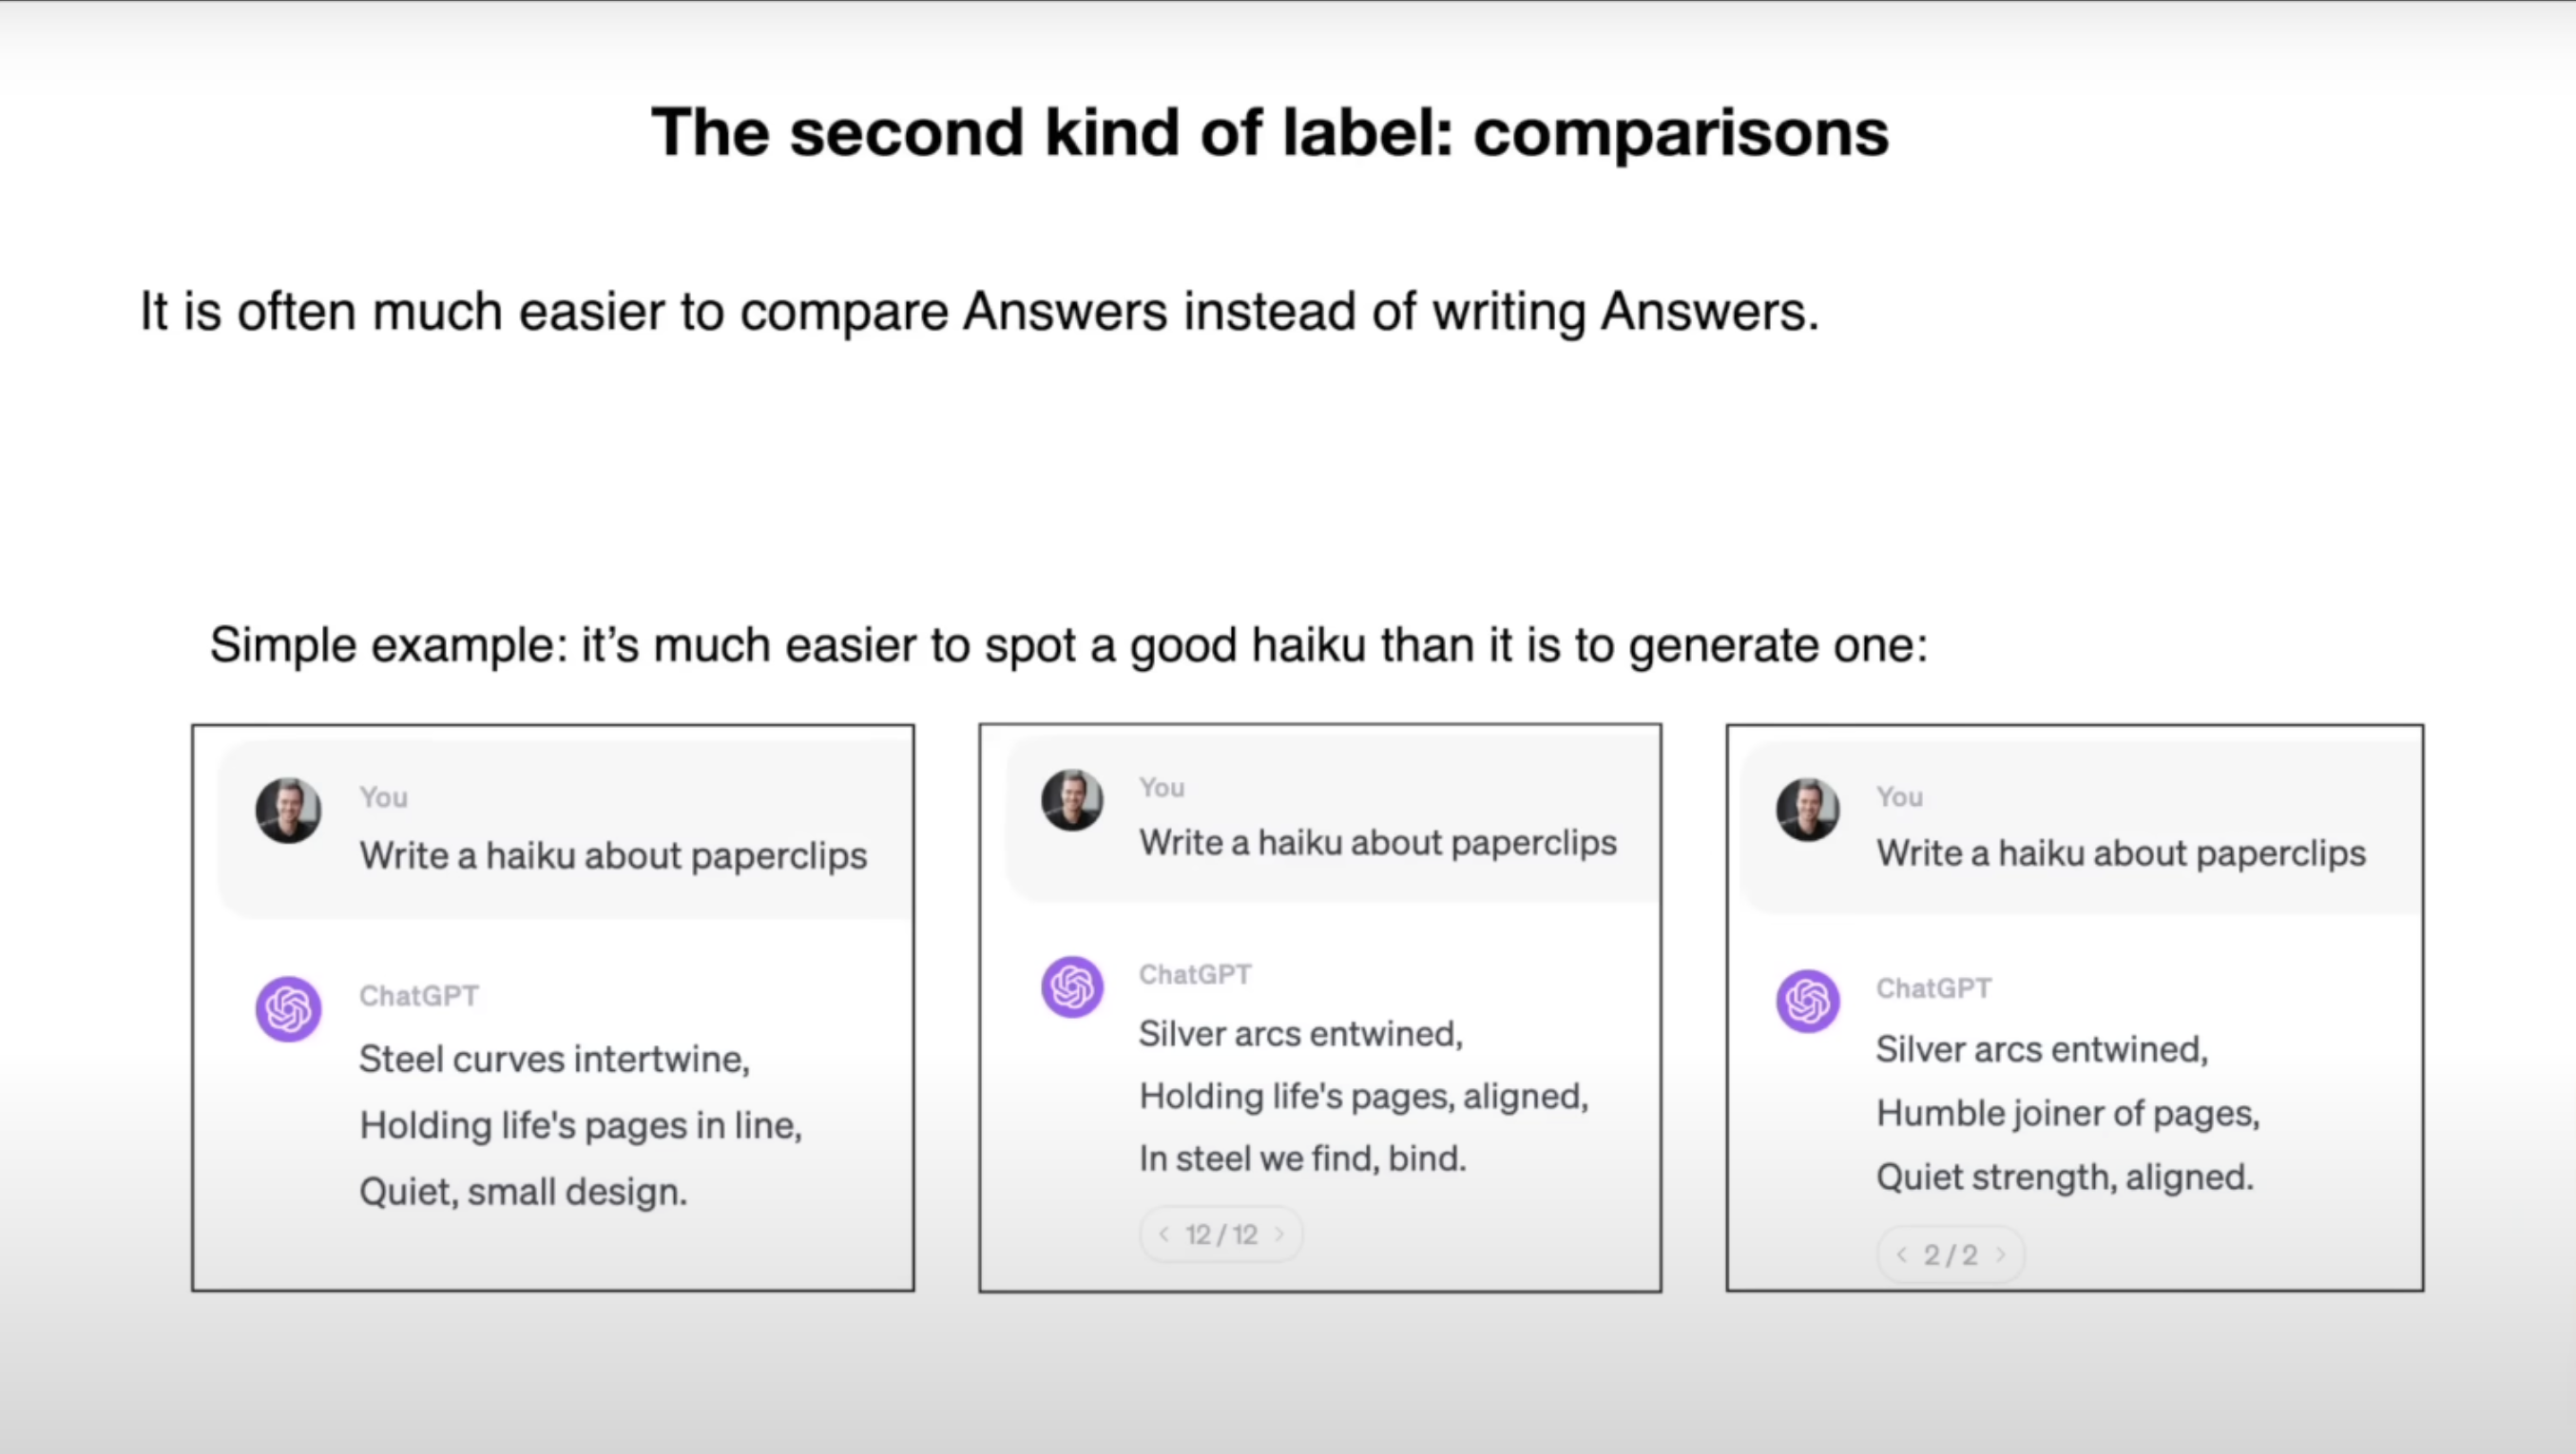 The second kind of label: comparisons
It is often much easier to compare Answers instead of writing Answers.
Simple example: it’s much easier to spot a good haiku than it is to generate one:
You
Write a haiku about paperclips
ChatGPT
Steel curves intertwine,
Holding life's pages in line,
Quiet, small design.
You
Write a haiku about paperclips
ChatGPT
Silver arcs entwined,
Holding life's pages, aligned,
In steel we find, bind.
< 12 / 12 >
You
Write a haiku about paperclips
ChatGPT
Silver arcs entwined,
Humble joiner of pages,
Quiet strength, aligned.
< 2 / 2 >